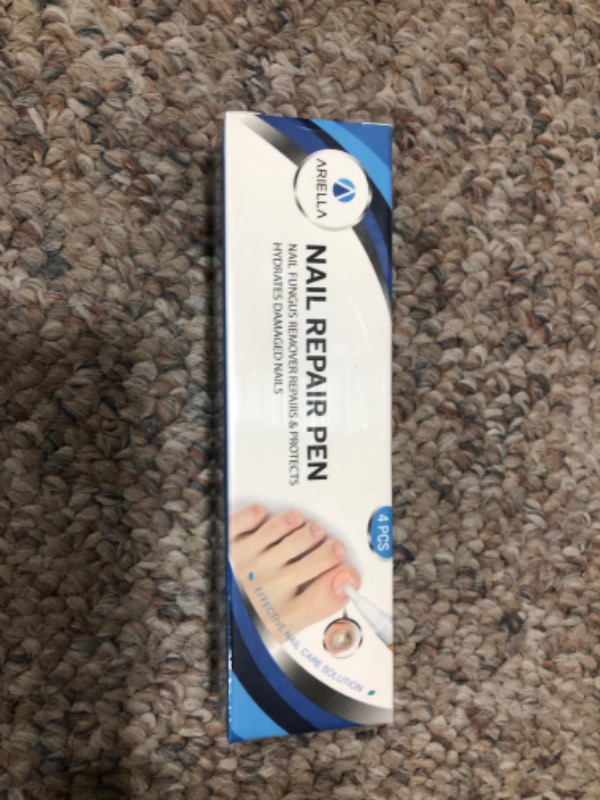 ARIELLA
NAIL REPAIR PEN
NAIL FUNGUS REMOVER REPAIRS & PROTECTS
HYDRATES DAMAGED NAILS
4 PCS
EFFECTIVE NAIL CARE SOLUTION